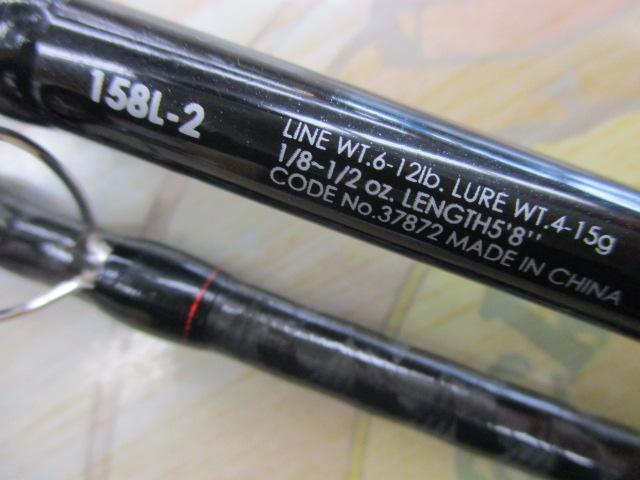 158L-2
LINE WT.6-12lb. LURE WT.4-15g
1/8~1/2 oz. LENGTH5'8''
CODE No.37872 MADE IN CHINA